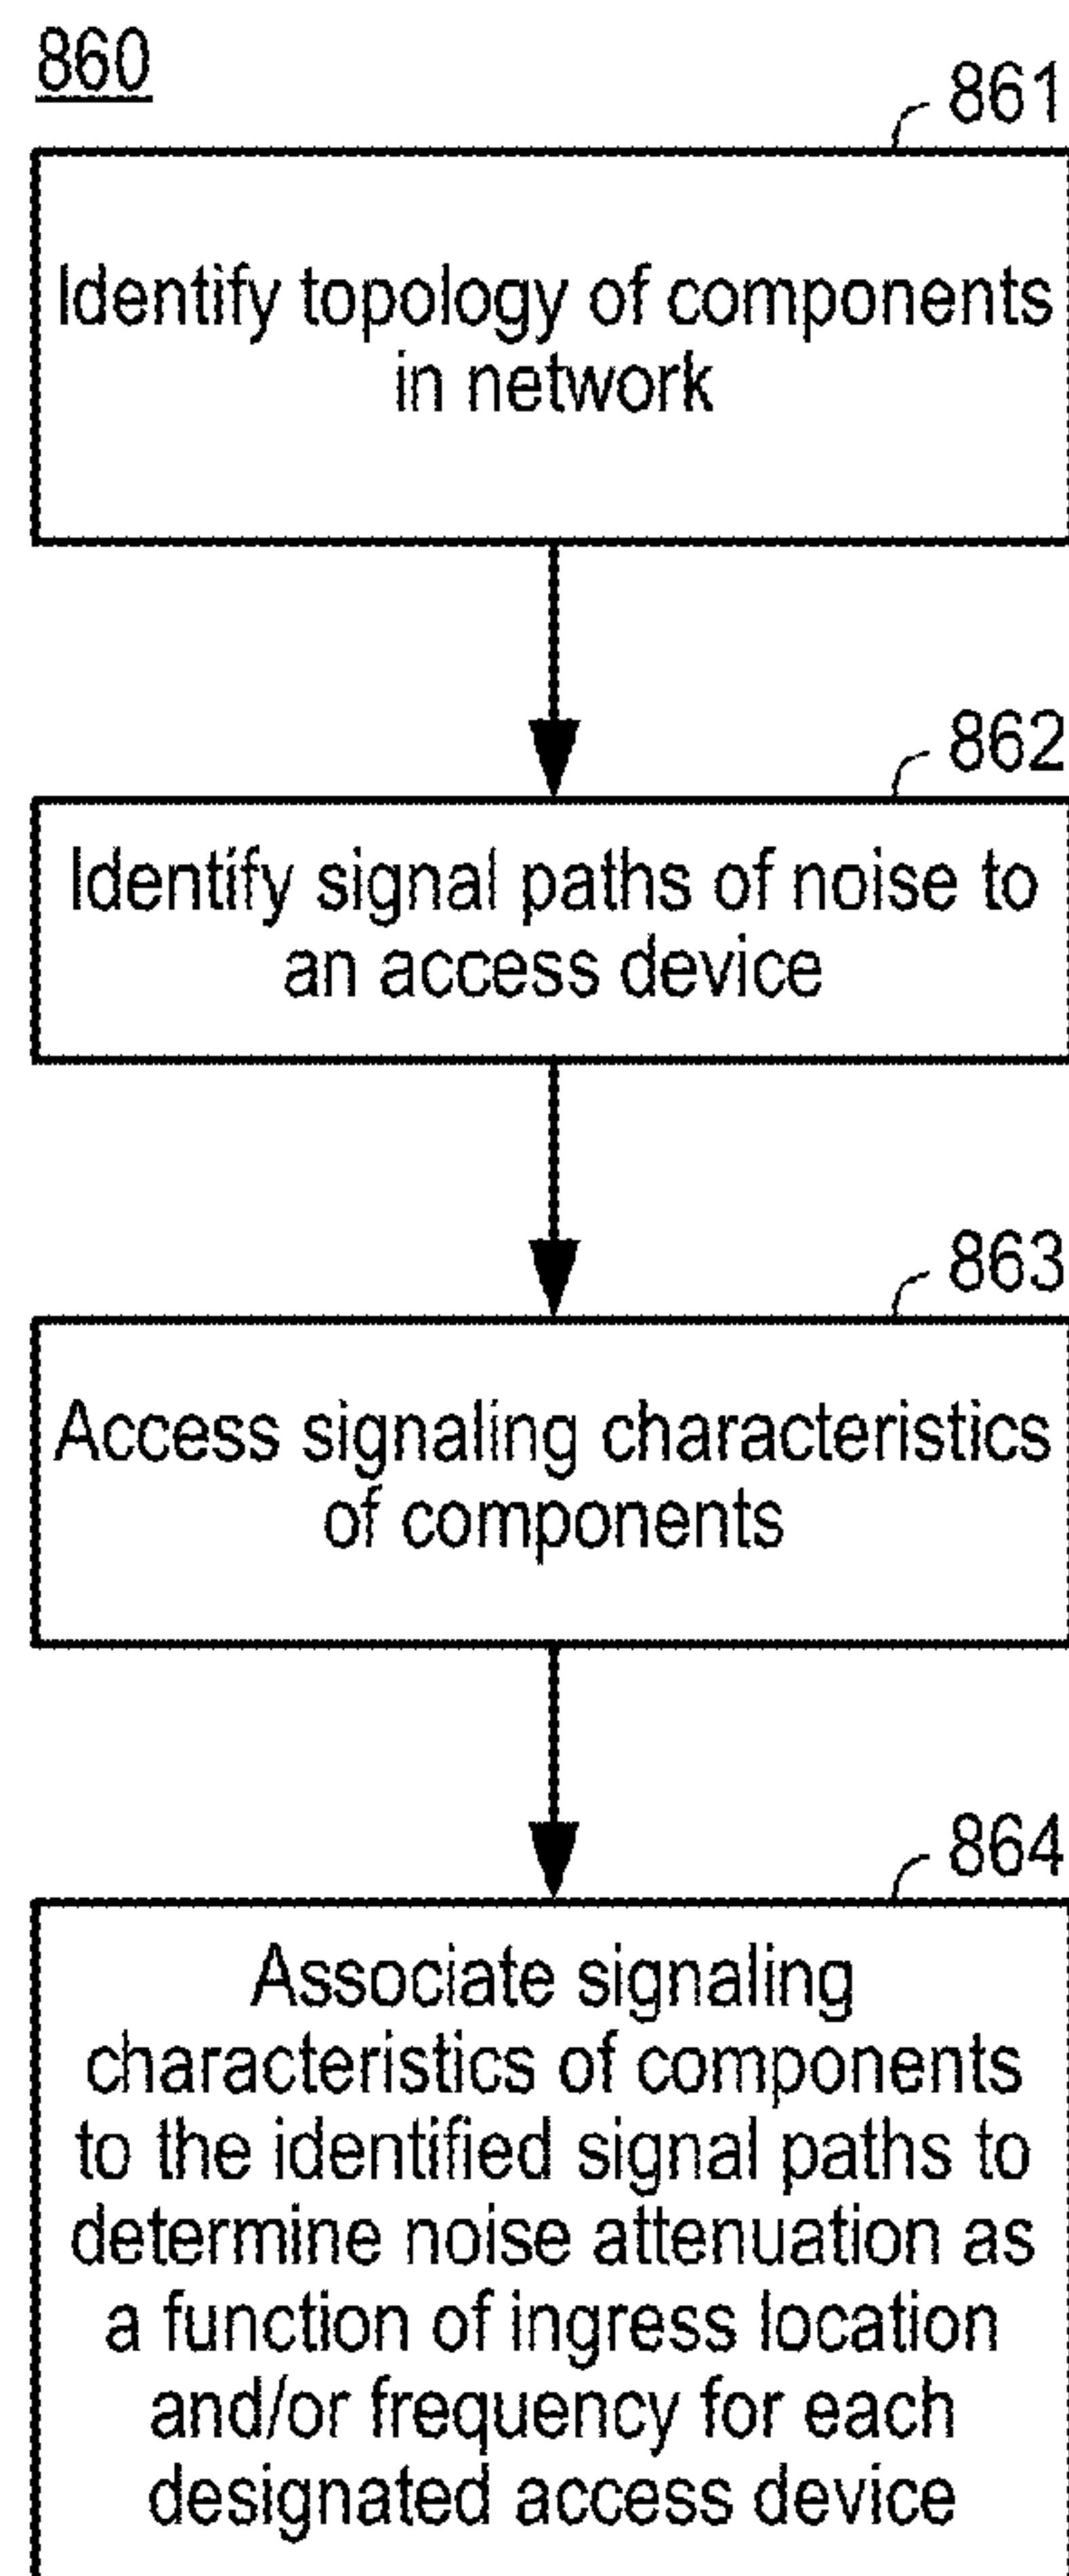 860
861
Identify topology of components
in network
862
Identify signal paths of noise to
an access device
863
Access signaling characteristics
of components
864
Associate signaling
characteristics of components
to the identified signal paths to
determine noise attenuation as
a function of ingress location
and/or frequency for each
designated access device